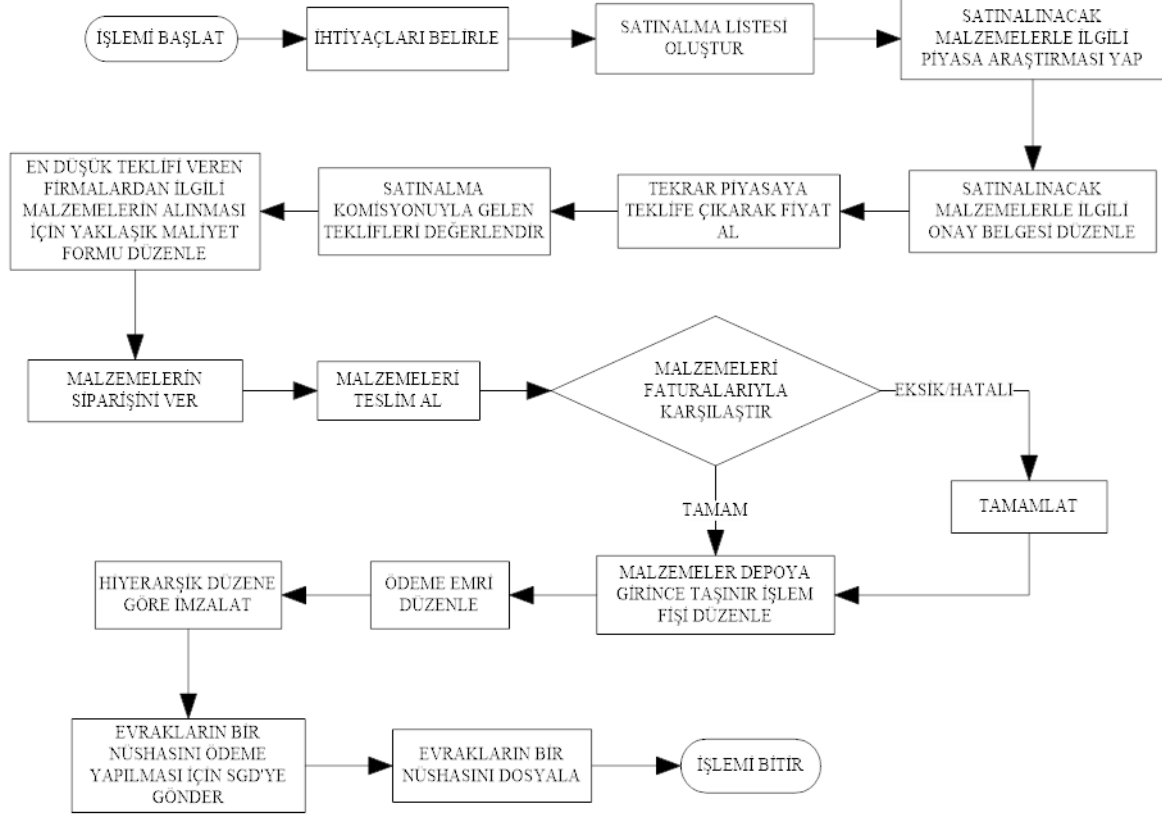 İŞLEMİ BAŞLAT
İHTİYAÇLARI BELİRLE
SATINALMA LİSTESİ
OLUŞTUR
SATINALINACAK
MALZEMELERLE İLGİLİ
PİYASA ARAŞTIRMASI YAP
SATINALINACAK
MALZEMELERLE İLGİLİ
ONAY BELGESİ DÜZENLE
TEKRAR PİYASAYA
TEKLİFE ÇIKARAK FİYAT
AL
SATINALMA
KOMİSYONUYLA GELEN
TEKLİFLERİ DEĞERLENDİR
EN DÜŞÜK TEKLİFİ VEREN
FİRMALARDAN İLGİLİ
MALZEMELERİN ALINMASI
İÇİN YAKLAŞIK MALİYET
FORMU DÜZENLE
MALZEMELERİN
SİPARİŞİNİ VER
MALZEMELERİ
TESLİM AL
MALZEMELERİ
FATURALARIYLA
KARŞILAŞTIR
EKSİK/HATALI
TAMAMLAT
TAMAM
MALZEMELER DEPOYA
GİRİNCE TAŞINIR İŞLEM
FİŞİ DÜZENLE
ÖDEME EMRİ
DÜZENLE
HİYERARŞİK DÜZENE
GÖRE İMZALAT
EVRAKLARIN BİR
NÜSHASINI ÖDEME
YAPILMASI İÇİN SGD'YE
GÖNDER
EVRAKLARIN BİR
NÜSHASINI DOSYALA
İŞLEMİ BİTİR